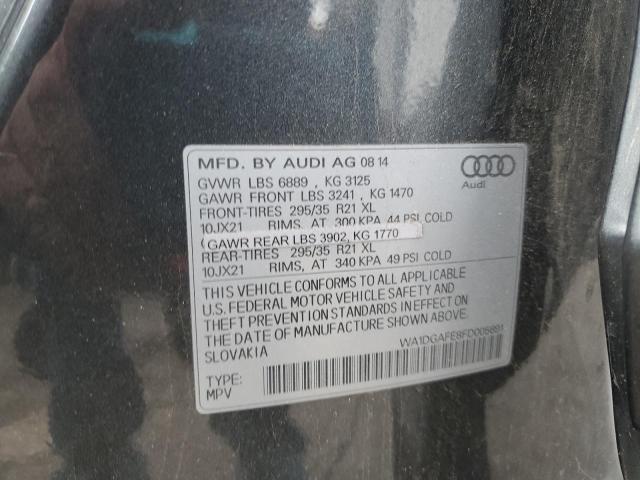 MFD. BY AUDI AG 08 14
Audi
GVWR LBS 6889 , KG 3125
GAWR FRONT LBS 3241 , KG 1470
FRONT-TIRES 295/35 R21 XL
10JX21 RIMS, AT 300 KPA 44 PSI COLD
GAWR REAR LBS 3902, KG 1770
REAR-TIRES 295/35 R21 XL
10JX21 RIMS, AT 340 KPA 49 PSI COLD
THIS VEHICLE CONFORMS TO ALL APPLICABLE
U.S. FEDERAL MOTOR VEHICLE SAFETY AND
THEFT PREVENTION STANDARDS IN EFFECT ON
THE DATE OF MANUFACTURE SHOWN ABOVE.
SLOVAKIA
WA1DGAFE8FD005891
TYPE:
MPV